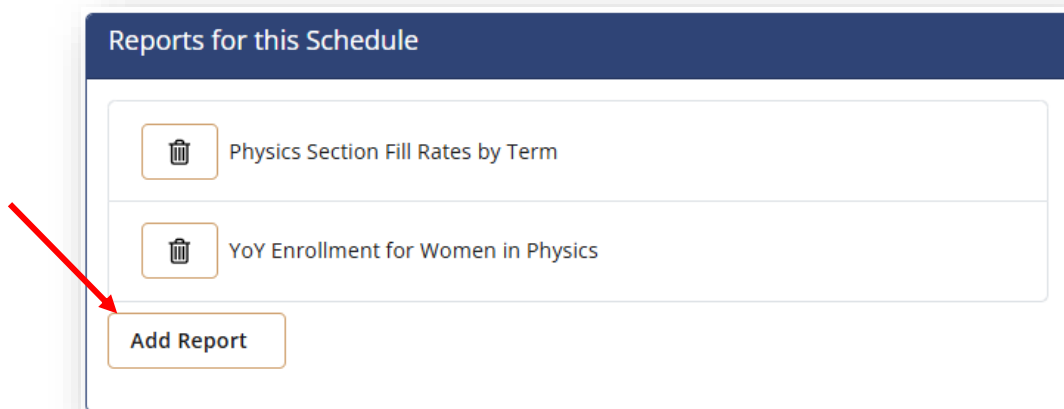 Reports for this Schedule
Physics Section Fill Rates by Term
YoY Enrollment for Women in Physics
Add Report